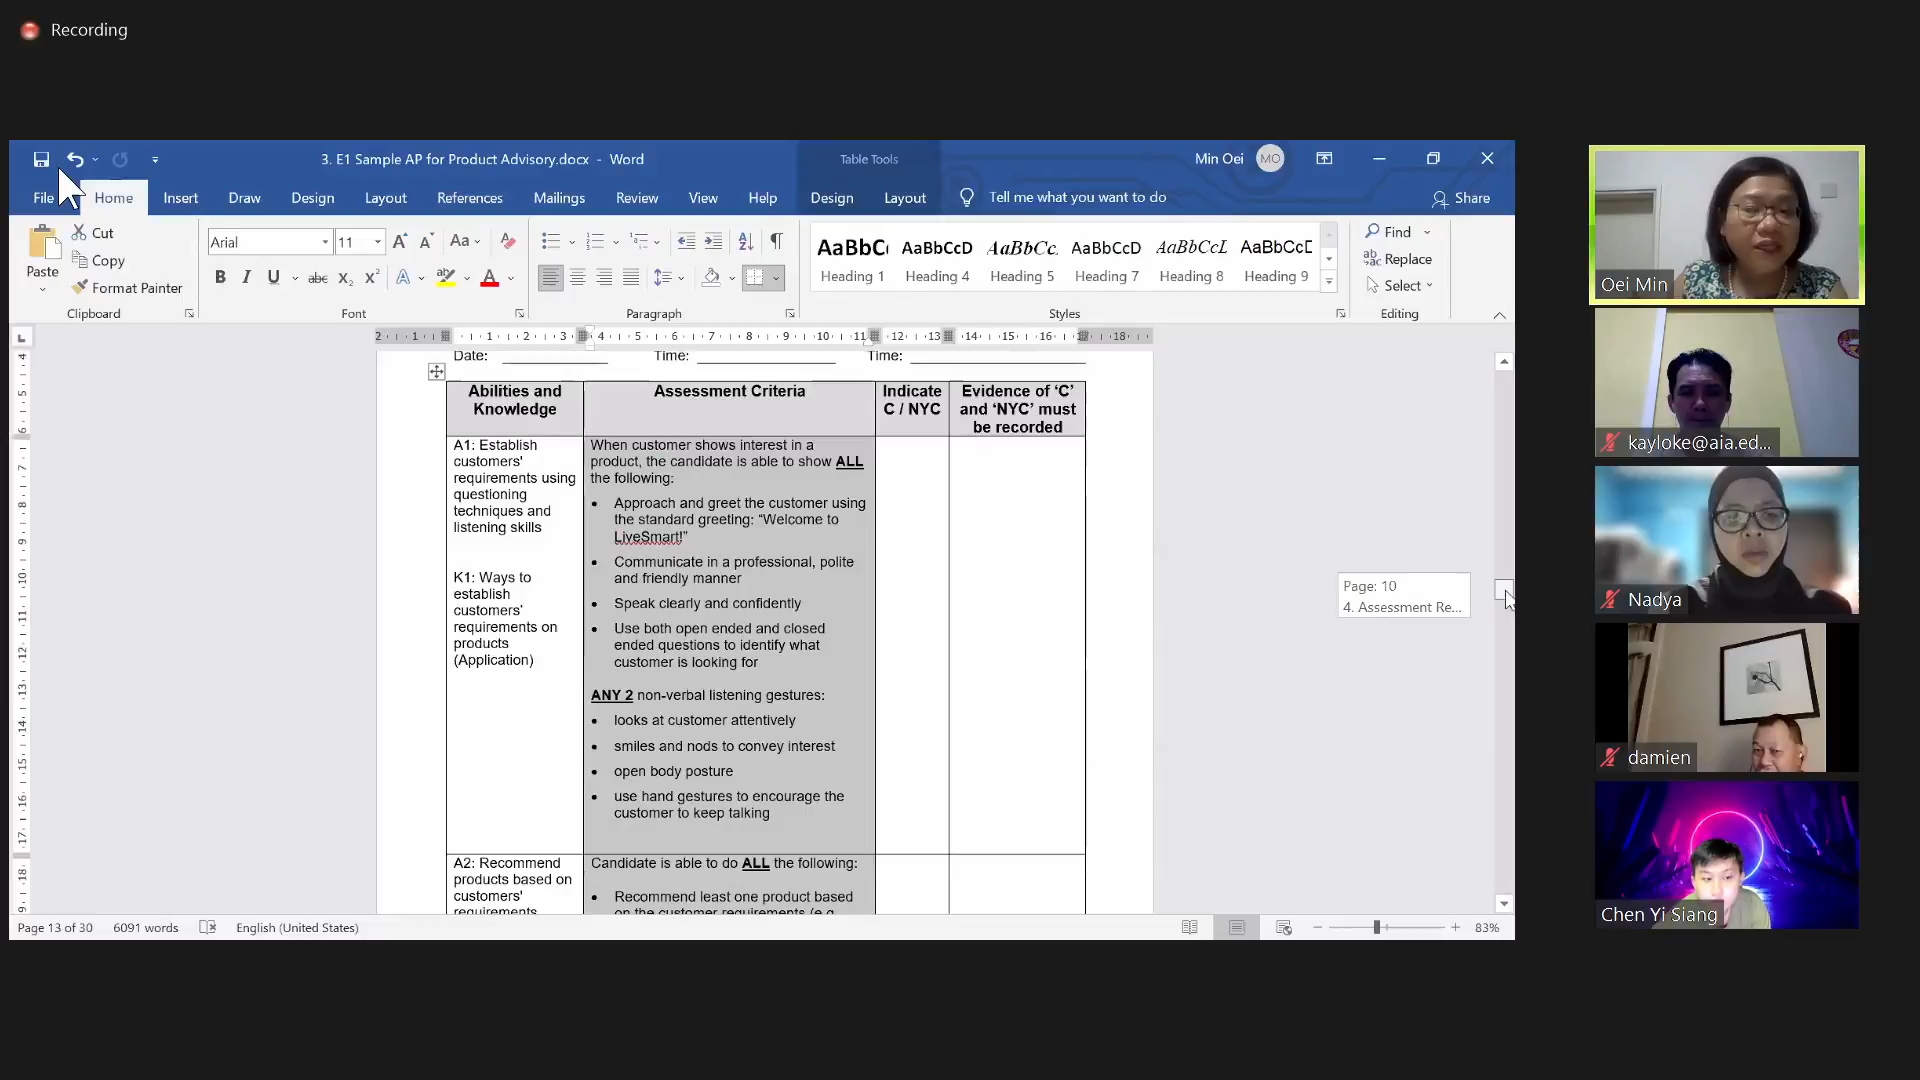 Recording
3. E1 Sample AP for Product Advisory.docx - Word
Table Tools
Min Oei
MO
File
Home
Insert
Draw
Design
Layout
References
Mailings
Review
View
Help
Design
Layout
Tell me what you want to do
Share
Paste
Cut
Copy
Format Painter
Clipboard
Arial
11
Font
Paragraph
AaBbC
Heading 1
AaBbCcD
Heading 4
AaBbCc.
Heading 5
AaBbCcD
Heading 7
AaBbCcL
Heading 8
AaBbCcD
Heading 9
Styles
Find
Replace
Select
Editing
Date:
Time:
Time:
Abilities and
Knowledge
Assessment Criteria
Indicate
C / NYC
Evidence of ‘C’
and ‘NYC’ must
be recorded
A1: Establish
customers'
requirements using
questioning
techniques and
listening skills
K1: Ways to
establish
customers’
requirements on
products
(Application)
When customer shows interest in a
product, the candidate is able to show ALL
the following:
• Approach and greet the customer using
the standard greeting: “Welcome to
LiveSmart!”
• Communicate in a professional, polite
and friendly manner
• Speak clearly and confidently
• Use both open ended and closed
ended questions to identify what
customer is looking for
ANY 2 non-verbal listening gestures:
• looks at customer attentively
• smiles and nods to convey interest
• open body posture
• use hand gestures to encourage the
customer to keep talking
A2: Recommend
products based on
customers'
requirements
Candidate is able to do ALL the following:
• Recommend least one product based
on the customer requirements (e.g.
Page: 10
4. Assessment Re...
Page 13 of 30
6091 words
English (United States)
83%
Oei Min
kayloke@aia.ed...
Nadya
damien
Chen Yi Siang